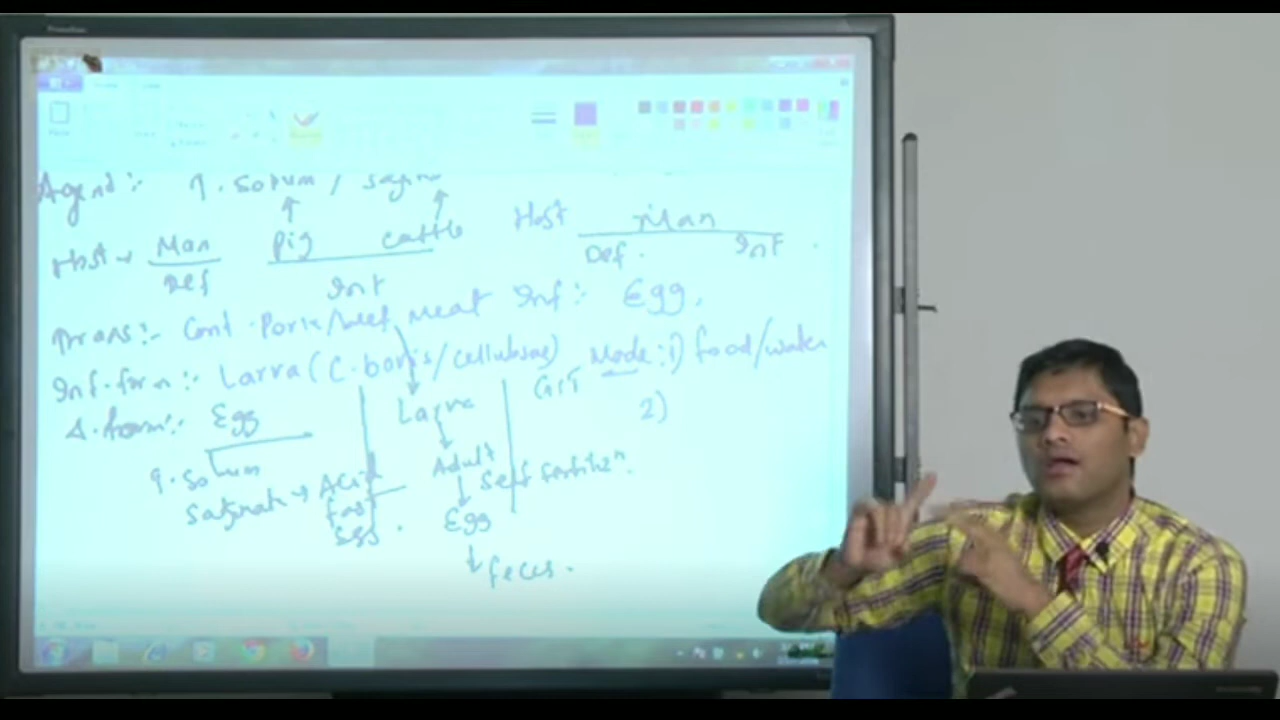 Agent:- T. Solium / Sagina
Host → Man Pig Cattle
Def Int
Trans:- Cont. Pork/beef Meat
Inf. form:- Larva (C. bovis/cellulosae)
D. form:- Egg
T. Solium
Saginata → Acid fast Egg.
Larva
Adult
Self fertilizn.
Egg
feces.
GIT
Host Man
Def. Int
Inf:- Egg.
Mode:- 1) food/water
2)